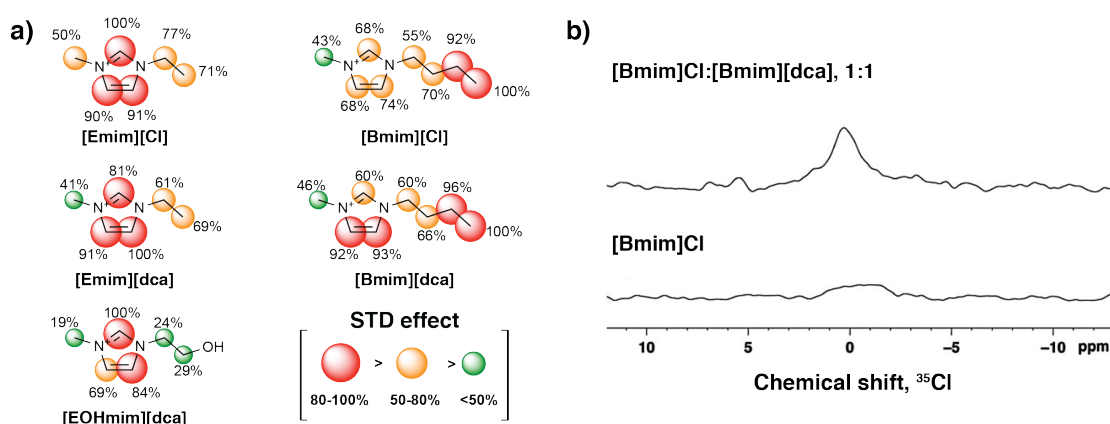 a)
50%
100%
77%
71%
N+
N
90%
91%
[Emim][Cl]
43%
68%
55%
92%
100%
N+
N
68%
74%
70%
[Bmim][Cl]
41%
81%
61%
69%
N+
N
91%
100%
[Emim][dca]
46%
60%
60%
96%
100%
N+
N
92%
93%
66%
[Bmim][dca]
19%
100%
24%
OH
29%
N+
N
69%
84%
[EOHmim][dca]
STD effect
> >
80-100% 50-80% <50%
b)
[Bmim]Cl:[Bmim][dca], 1:1
[Bmim]Cl
10 5 0 −5 −10 ppm
Chemical shift, ³⁵Cl